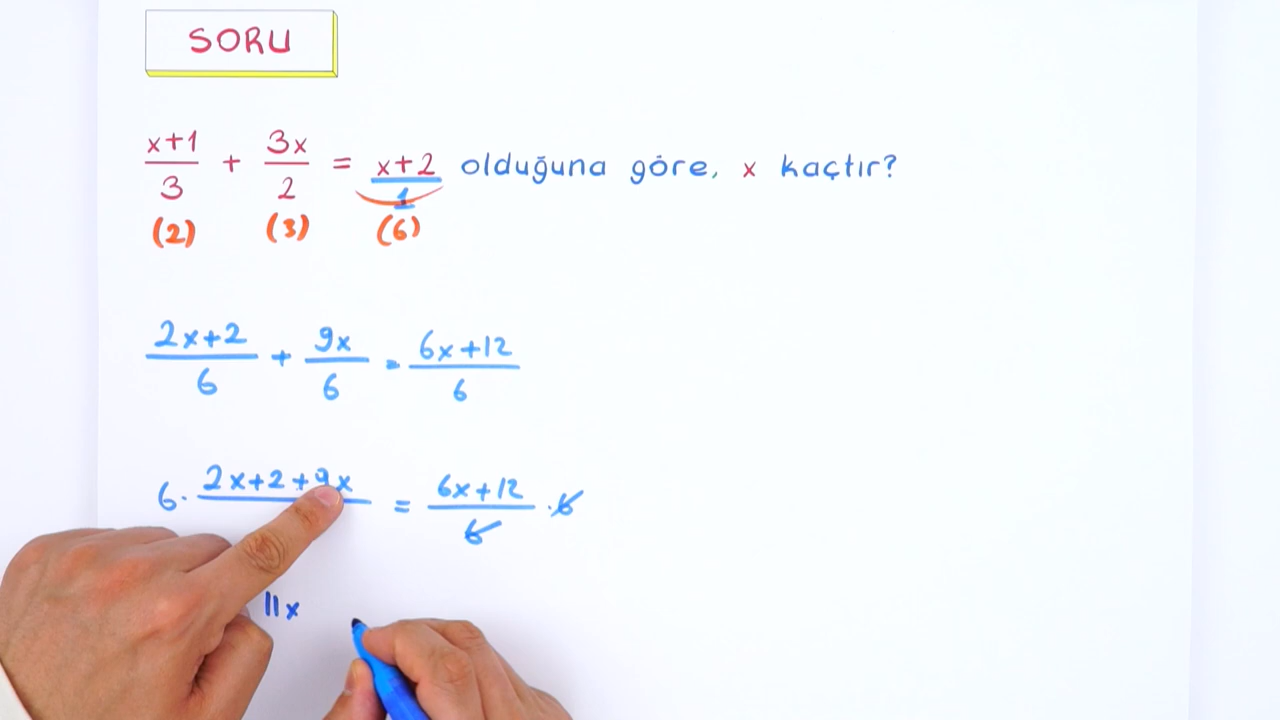 SORU
x+1/3 + 3x/2 = x+2/1 olduğuna göre, x kaçtır?
(2) (3) (6)
2x+2/6 + 9x/6 = 6x+12/6
6· 2x+2+9x = 6x+12/6 ·6
11x